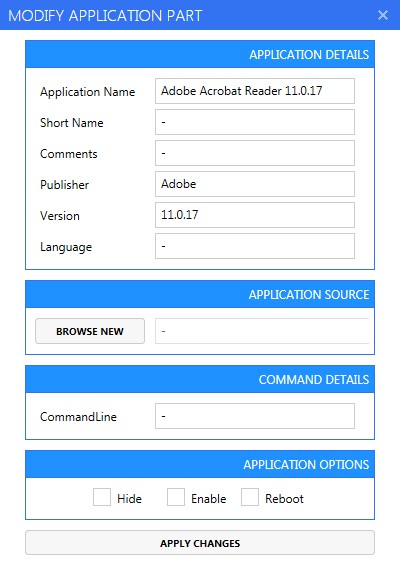 MODIFY APPLICATION PART
APPLICATION DETAILS
Application Name Adobe Acrobat Reader 11.0.17
Short Name -
Comments -
Publisher Adobe
Version 11.0.17
Language -
APPLICATION SOURCE
BROWSE NEW -
COMMAND DETAILS
CommandLine -
APPLICATION OPTIONS
Hide Enable Reboot
APPLY CHANGES